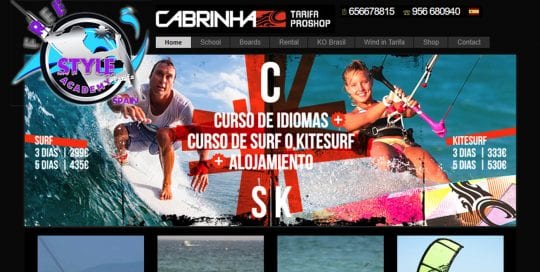 FREE
STYLE
ACADEMY
SPAIN
CABRINHA TARIFA PROSHOP
656678815 956 680940
Home School Boards Rental KO Brasil Wind in Tarifa Shop Contact
C
CURSO DE IDIOMAS +
CURSO DE SURF O KITESURF
+ ALOJAMIENTO
SURF
3 DIAS | 299€
5 DIAS | 435€
KITESURF
3 DIAS | 333€
5 DIAS | 530€
S K